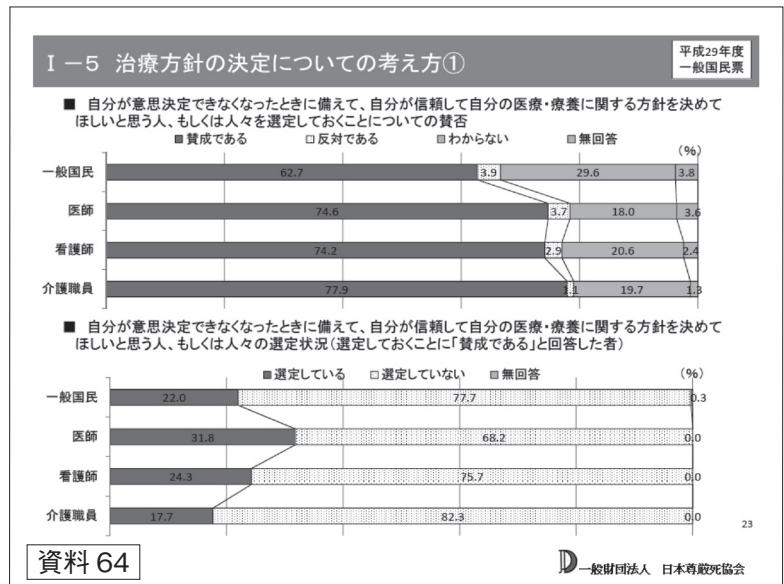 Ⅰ－5 治療方針の決定についての考え方①
平成29年度
一般国民票
■ 自分が意思決定できなくなったときに備えて、自分が信頼して自分の医療・療養に関する方針を決めて
ほしいと思う人、もしくは人々を選定しておくことについての賛否
■賛成である □反対である ■わからない ■無回答
(%)
一般国民 62.7 3.9 29.6 3.8
医師 74.6 3.7 18.0 3.6
看護師 74.2 2.9 20.6 2.4
介護職員 77.9 1.1 19.7 1.3
■ 自分が意思決定できなくなったときに備えて、自分が信頼して自分の医療・療養に関する方針を決めて
ほしいと思う人、もしくは人々の選定状況(選定しておくことに「賛成である」と回答した者)
■選定している □選定していない ■無回答
(%)
一般国民 22.0 77.7 0.3
医師 31.8 68.2 0.0
看護師 24.3 75.7 0.0
介護職員 17.7 82.3 0.0
23
資料 64
一般財団法人 日本尊厳死協会